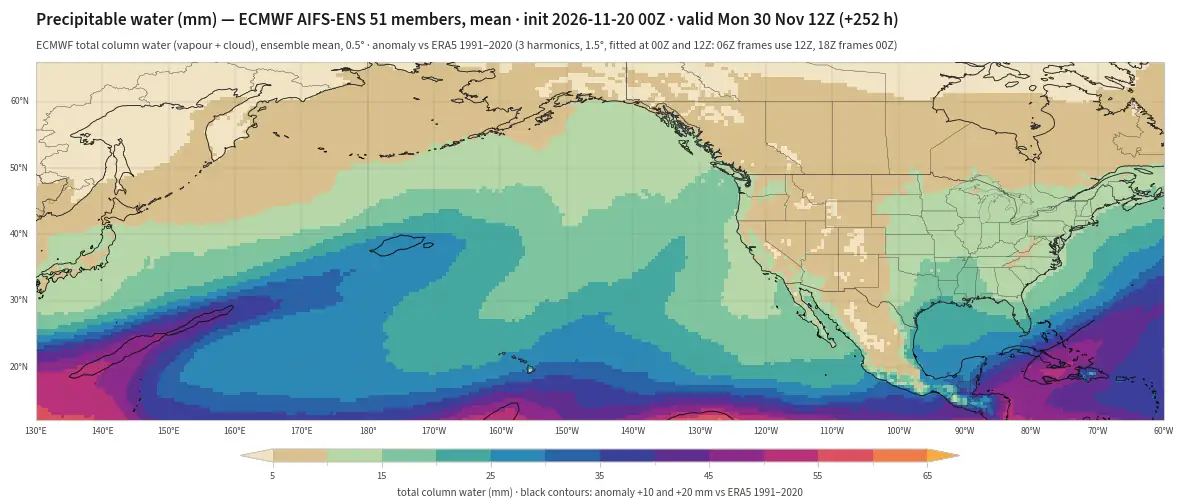 Precipitable water (mm) — ECMWF AIFS-ENS 51 members, mean · init 2026-11-20 00Z · valid Mon 30 Nov 12Z (+252 h)
ECMWF total column water (vapour + cloud), ensemble mean, 0.5° · anomaly vs ERA5 1991–2020 (3 harmonics, 1.5°, fitted at 00Z and 12Z: 06Z frames use 12Z, 18Z frames 00Z)
60°N
50°N
40°N
30°N
20°N
130°E 140°E 150°E 160°E 170°E 180° 170°W 160°W 150°W 140°W 130°W 120°W 110°W 100°W 90°W 80°W 70°W 60°W
5 15 25 35 45 55 65
total column water (mm) · black contours: anomaly +10 and +20 mm vs ERA5 1991–2020